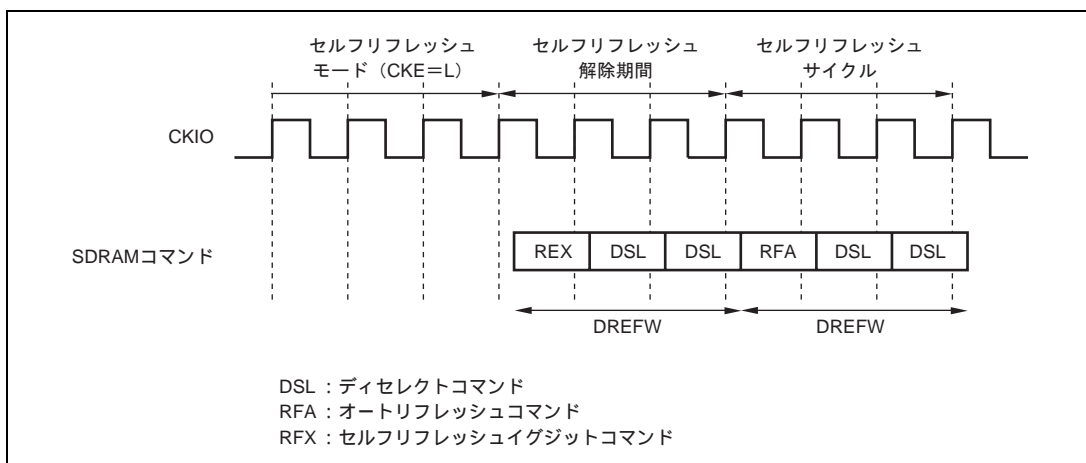 セルフリフレッシュ
モード（CKE＝L）
セルフリフレッシュ
解除期間
セルフリフレッシュ
サイクル
CKIO
SDRAMコマンド
REX
DSL
DSL
RFA
DSL
DSL
DREFW
DREFW
DSL：ディセレクトコマンド
RFA：オートリフレッシュコマンド
RFX：セルフリフレッシュイグジットコマンド